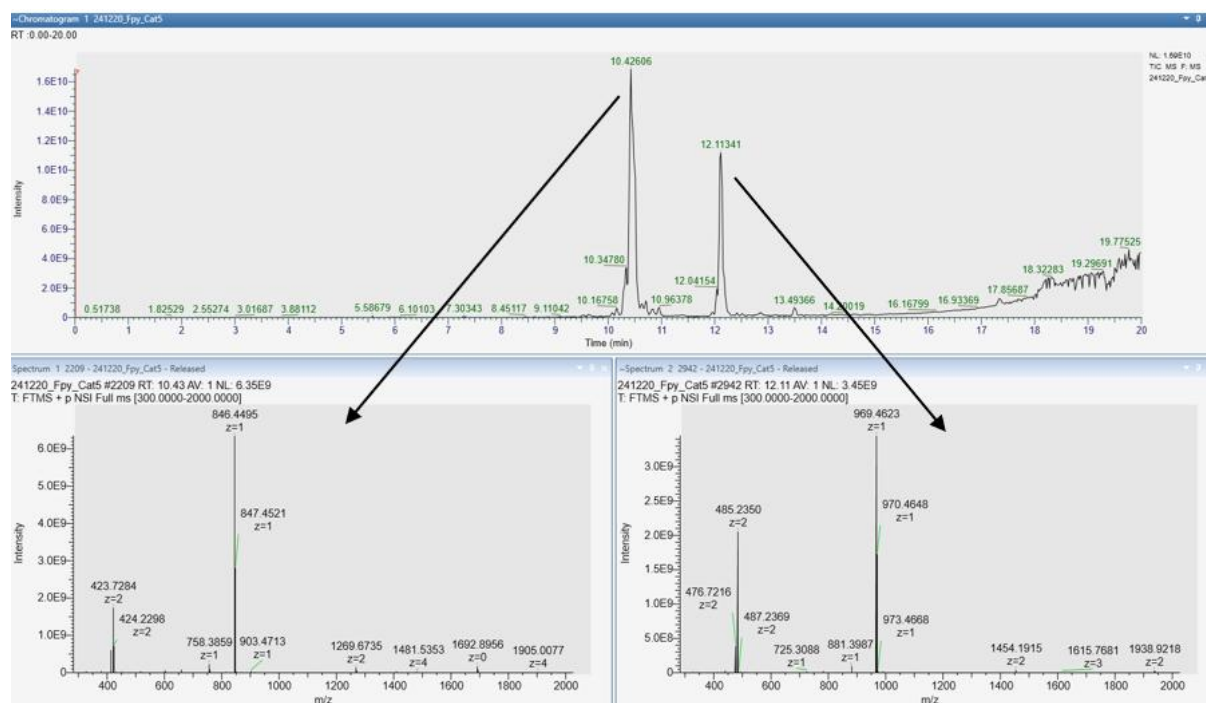 ~Chromatogram 1 241220_Fpy_Cat5
RT :0.00-20.00
NL: 1.69E10
TIC MS F: MS
241220_Fpy_Cat
Intensity
1.6E10
1.4E10
1.2E10
1.0E10
8.0E9
6.0E9
4.0E9
2.0E9
0
10.42606
12.11341
10.34780
10.16758
10.96378
12.04154
13.49366
14.20019
16.16799
16.93369
17.85687
18.32283
19.29691
19.77525
0.51738
1.82529
2.55274
3.01687
3.88112
5.58679
6.10103
7.30343
8.45117
9.11042
0 1 2 3 4 5 6 7 8 9 10 11 12 13 14 15 16 17 18 19 20
Time (min)
Spectrum 1 2209 - 241220_Fpy_Cat5 - Released
241220_Fpy_Cat5 #2209 RT: 10.43 AV: 1 NL: 6.35E9
T: FTMS + p NSI Full ms [300.0000-2000.0000]
846.4495
z=1
847.4521
z=1
423.7284
z=2
424.2298
z=2
758.3859
z=1
903.4713
z=1
1269.6735
z=2
1481.5353
z=4
1692.8956
z=0
1905.0077
z=4
Intensity
6.0E9
5.0E9
4.0E9
3.0E9
2.0E9
1.0E9
0
400 600 800 1000 1200 1400 1600 1800 2000
m/z
~Spectrum 2 2942 - 241220_Fpy_Cat5 - Released
241220_Fpy_Cat5 #2942 RT: 12.11 AV: 1 NL: 3.45E9
T: FTMS + p NSI Full ms [300.0000-2000.0000]
969.4623
z=1
970.4648
z=1
485.2350
z=2
476.7216
z=2
487.2369
z=2
973.4668
z=1
725.3088
z=1
881.3987
z=1
1454.1915
z=2
1615.7681
z=3
1938.9218
z=2
Intensity
3.0E9
2.5E9
2.0E9
1.5E9
1.0E9
5.0E8
0
400 600 800 1000 1200 1400 1600 1800 2000
m/z